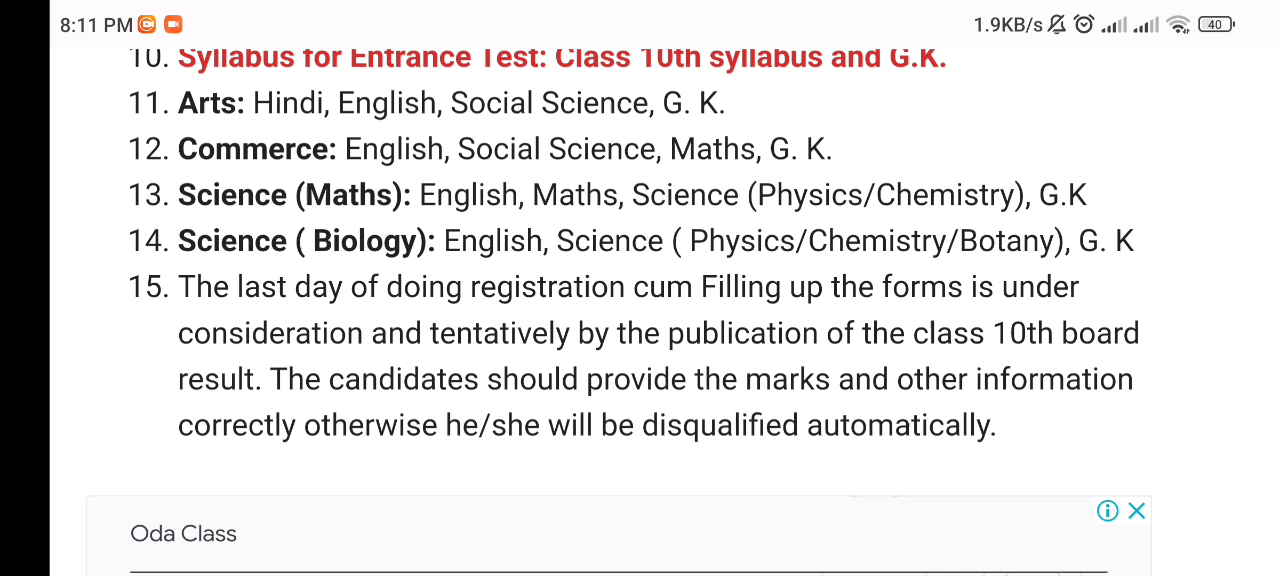 8:11 PM 1.9KB/s 40
10. Syllabus for Entrance Test: Class 10th syllabus and G.K.
11. Arts: Hindi, English, Social Science, G. K.
12. Commerce: English, Social Science, Maths, G. K.
13. Science (Maths): English, Maths, Science (Physics/Chemistry), G.K
14. Science ( Biology): English, Science ( Physics/Chemistry/Botany), G. K
15. The last day of doing registration cum Filling up the forms is under
consideration and tentatively by the publication of the class 10th board
result. The candidates should provide the marks and other information
correctly otherwise he/she will be disqualified automatically.
Oda Class